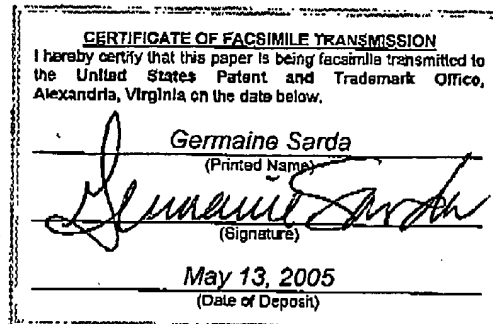 CERTIFICATE OF FACSIMILE TRANSMISSION
I hereby certify that this paper is being facsimile transmitted to
the United States Patent and Trademark Office,
Alexandria, Virginia on the date below.
Germaine Sarda
(Printed Name)
Germaine Sarda
(Signature)
May 13, 2005
(Date of Deposit)